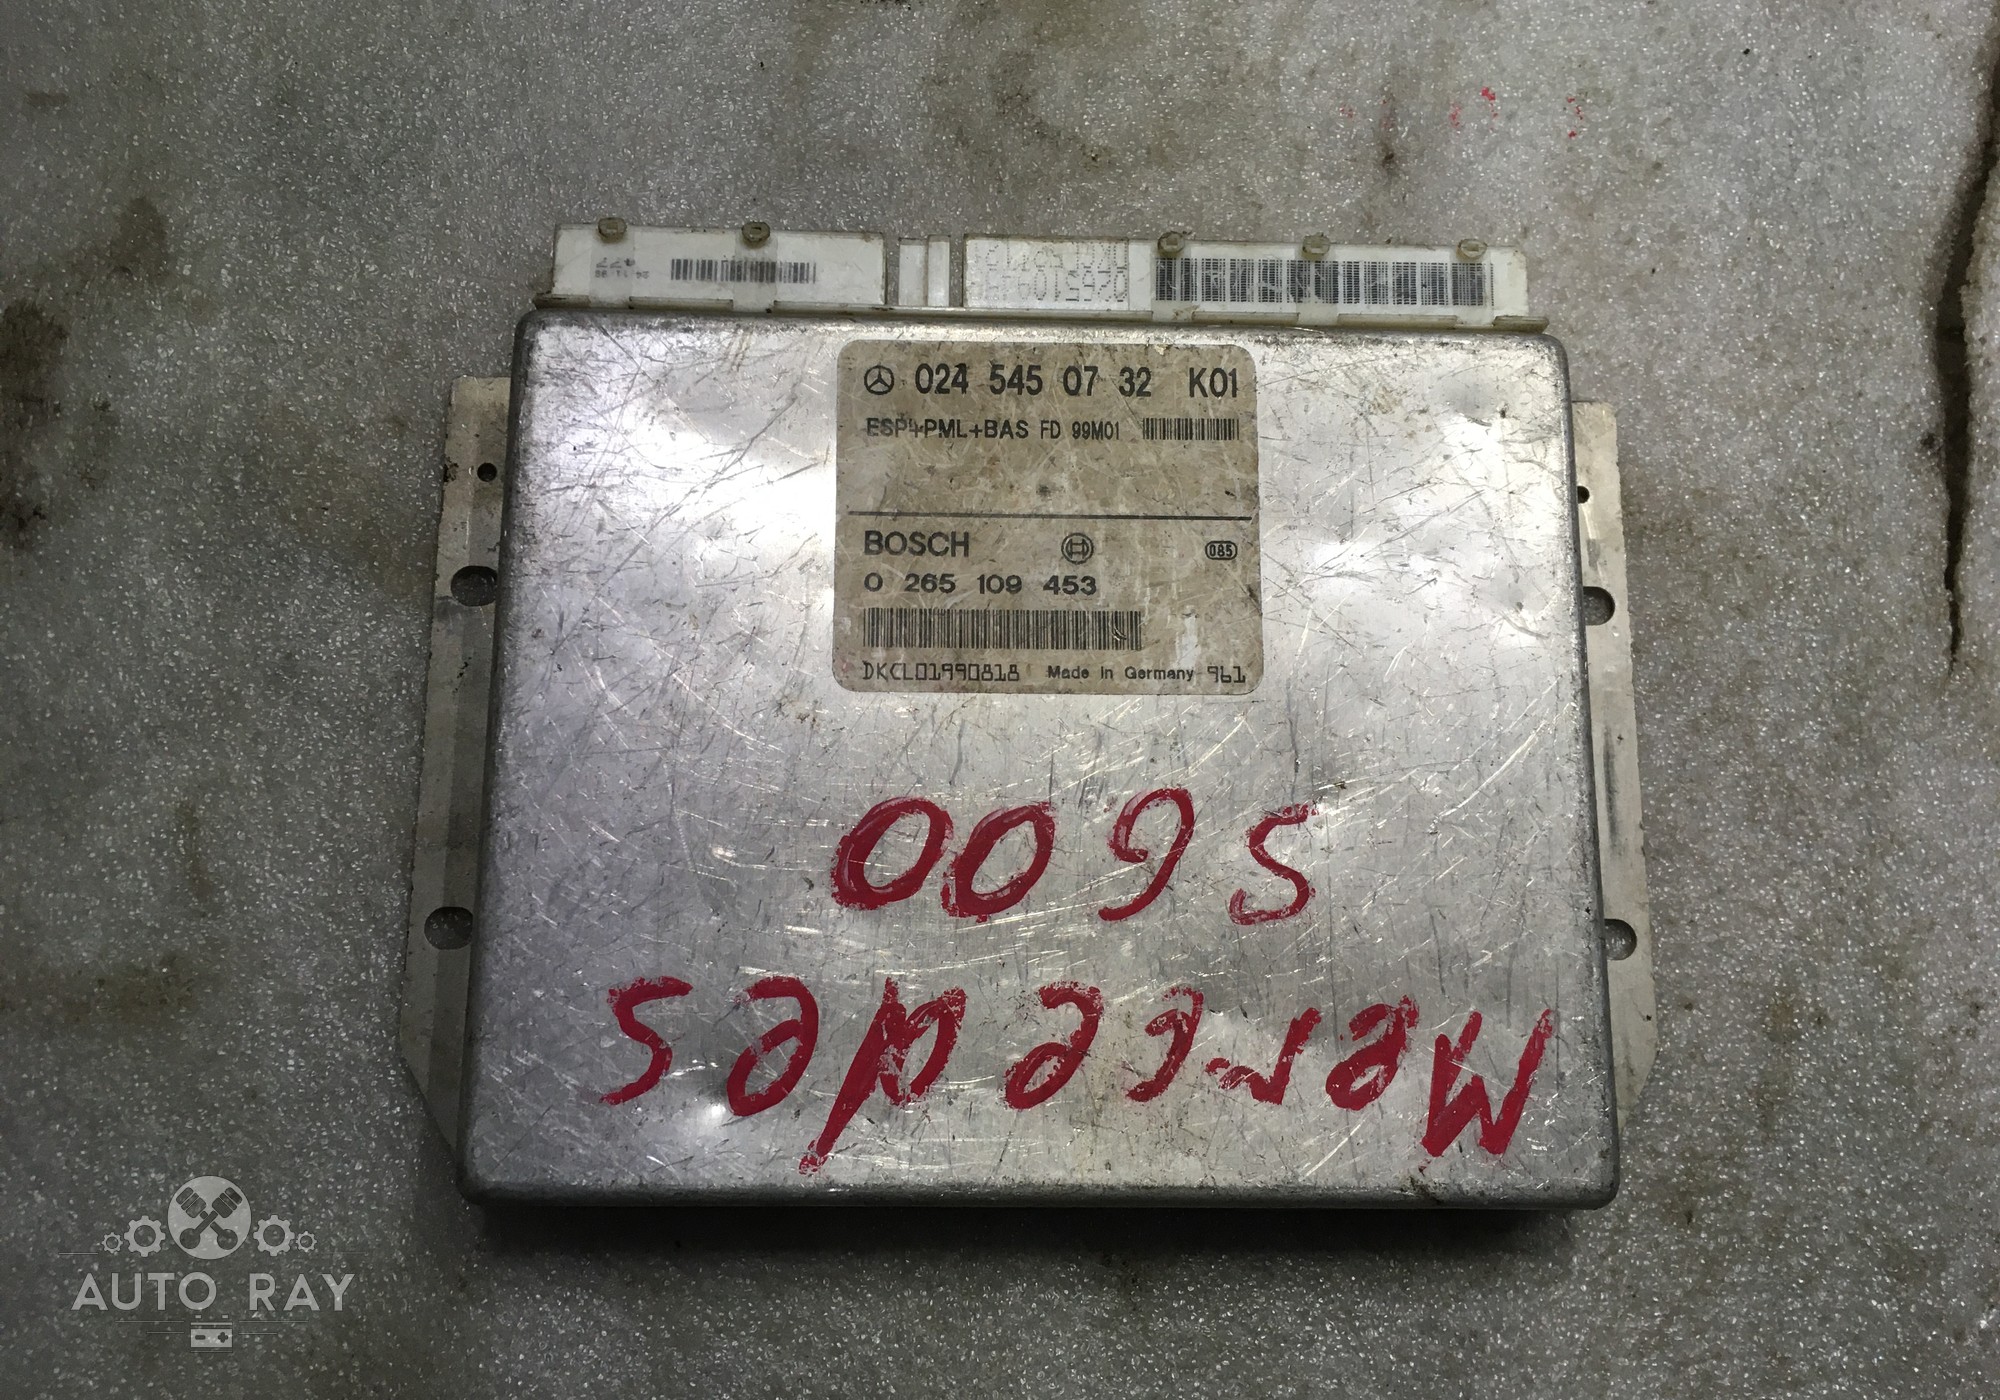 024 545 07 32 K01
ESP+PML+BAS FD 99M01
BOSCH
085
0 265 109 453
DKCL01990818 Made in Germany 961
S600
Mercedes
AUTO RAY